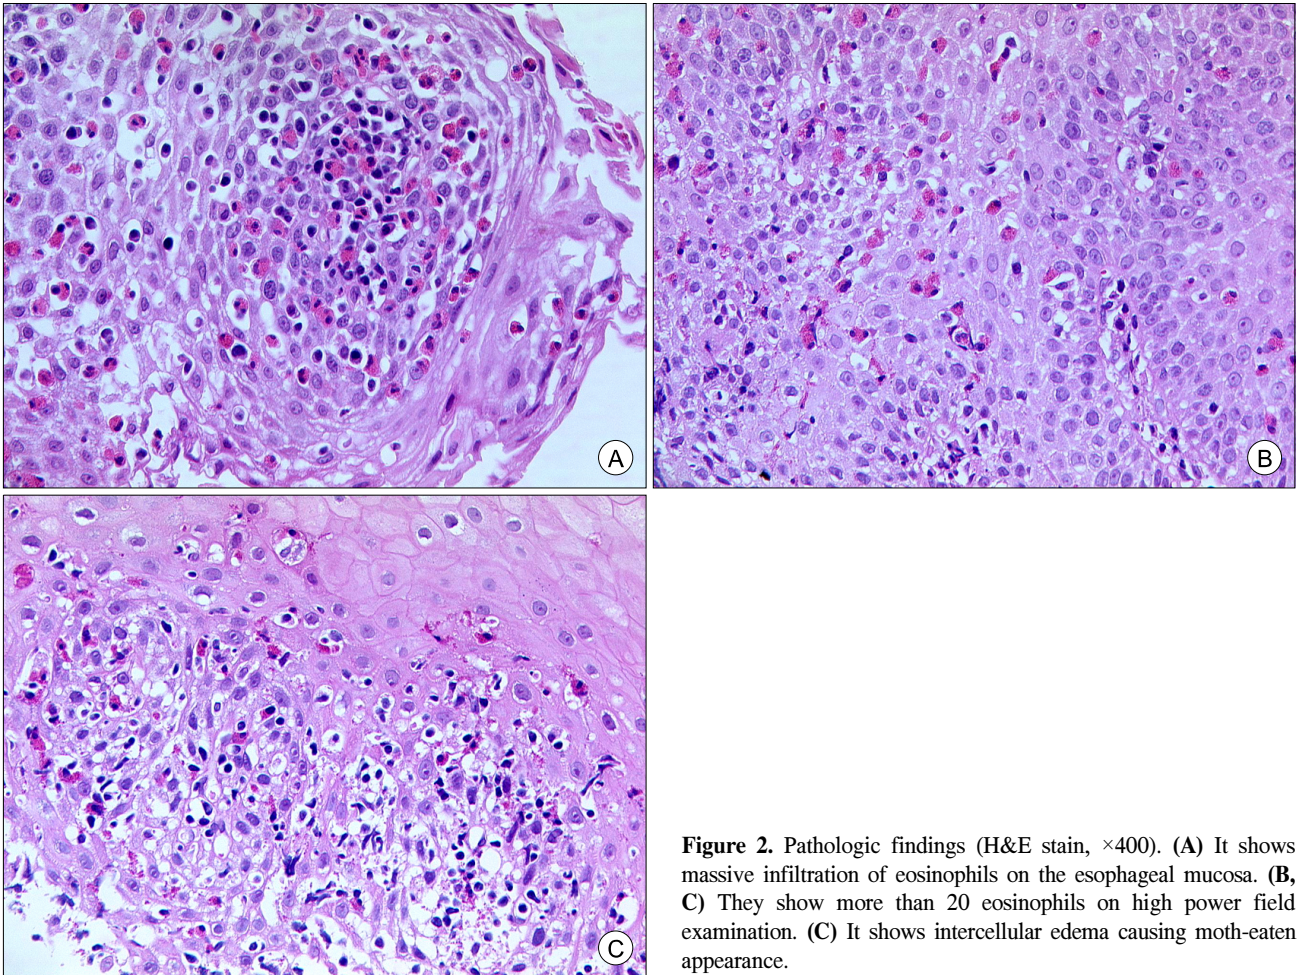 A
B
C
Figure 2. Pathologic findings (H&E stain, ×400). (A) It shows
massive infiltration of eosinophils on the esophageal mucosa. (B,
C) They show more than 20 eosinophils on high power field
examination. (C) It shows intercellular edema causing moth-eaten
appearance.